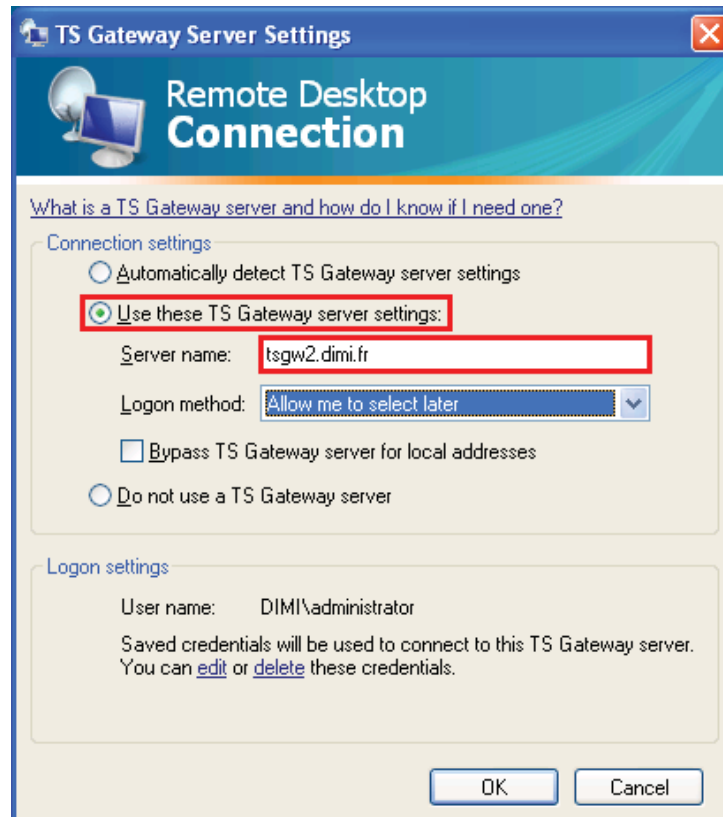 TS Gateway Server Settings
Remote Desktop
Connection
What is a TS Gateway server and how do I know if I need one?
Connection settings
Automatically detect TS Gateway server settings
Use these TS Gateway server settings:
Server name: tsgw2.dimi.fr
Logon method: Allow me to select later
Bypass TS Gateway server for local addresses
Do not use a TS Gateway server
Logon settings
User name: DIMI\administrator
Saved credentials will be used to connect to this TS Gateway server.
You can edit or delete these credentials.
OK Cancel